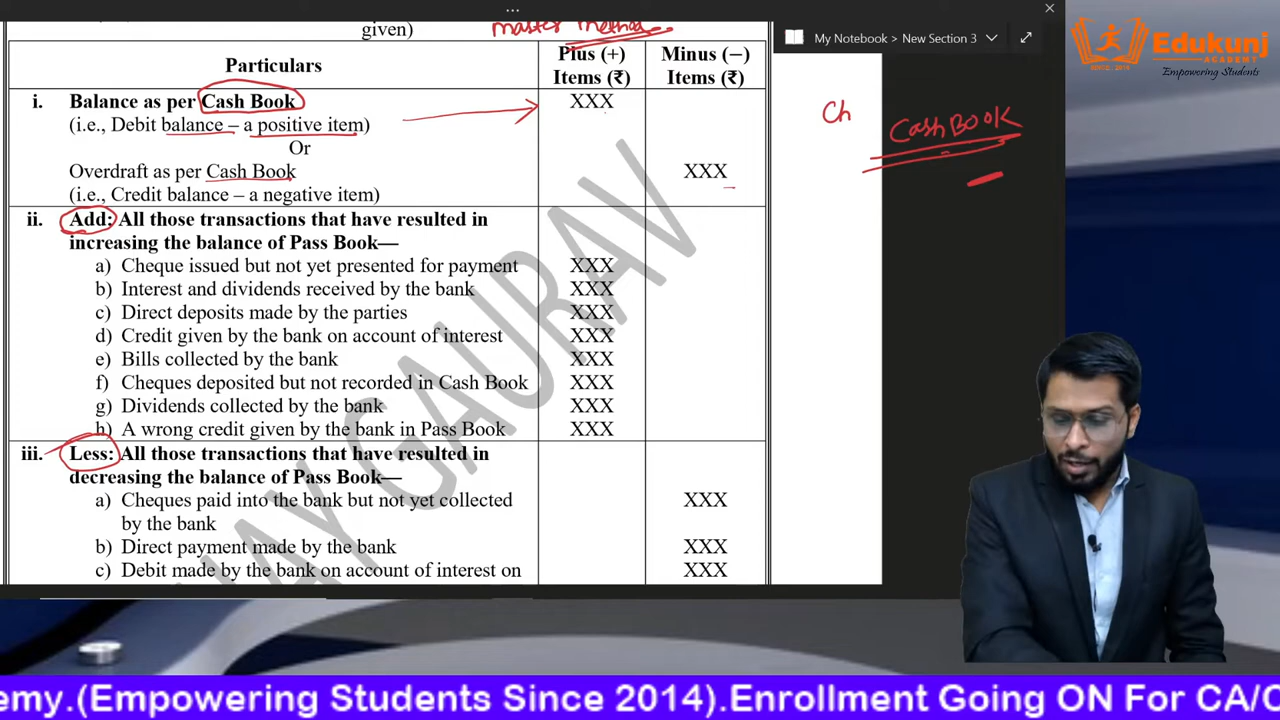 given)
master method
Particulars
Plus (+)
Items (₹)
Minus (−)
Items (₹)
i. Balance as per Cash Book XXX
(i.e., Debit balance – a positive item)
Or
Overdraft as per Cash Book XXX
(i.e., Credit balance – a negative item)
ii. Add: All those transactions that have resulted in
increasing the balance of Pass Book—
a) Cheque issued but not yet presented for payment XXX
b) Interest and dividends received by the bank XXX
c) Direct deposits made by the parties XXX
d) Credit given by the bank on account of interest XXX
e) Bills collected by the bank XXX
f) Cheques deposited but not recorded in Cash Book XXX
g) Dividends collected by the bank XXX
h) A wrong credit given by the bank in Pass Book XXX
iii. Less: All those transactions that have resulted in
decreasing the balance of Pass Book—
a) Cheques paid into the bank but not yet collected XXX
by the bank
b) Direct payment made by the bank XXX
c) Debit made by the bank on account of interest on XXX
GAURAV
My Notebook > New Section 3
Ch
Cash Book
Edukunj
ACADEMY
Empowering Students
demy.(Empowering Students Since 2014).Enrollment Going ON For CA/C